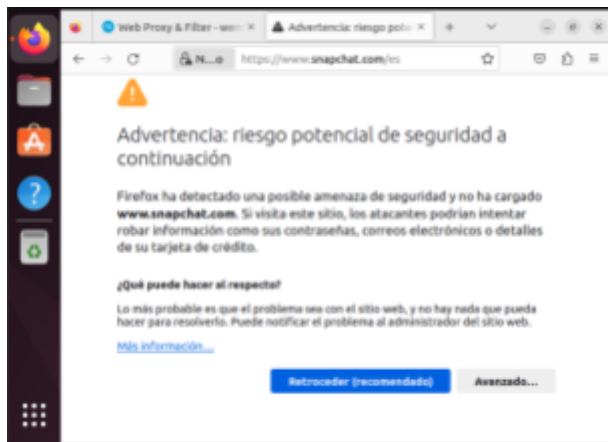 Web Proxy & Filter - wer
Advertencia: riesgo pote
N...o https://www.snapchat.com/es
Advertencia: riesgo potencial de seguridad a
continuación
Firefox ha detectado una posible amenaza de seguridad y no ha cargado
www.snapchat.com. Si visita este sitio, los atacantes podrían intentar
robar información como sus contraseñas, correos electrónicos o detalles
de su tarjeta de crédito.
¿Qué puede hacer al respecto?
Lo más probable es que el problema sea con el sitio web, y no hay nada que pueda
hacer para resolverlo. Puede notificar el problema al administrador del sitio web.
Más información...
Retroceder (recomendado)
Avanzado...